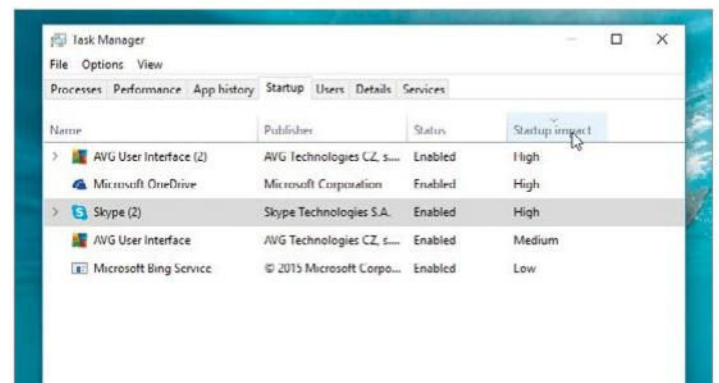 Task Manager
File Options View
Processes Performance App history Startup Users Details Services
Name Publisher Status Startup impact
AVG User Interface (2) AVG Technologies CZ, s.... Enabled High
Microsoft OneDrive Microsoft Corporation Enabled High
Skype (2) Skype Technologies S.A. Enabled High
AVG User Interface AVG Technologies CZ, s.... Enabled Medium
Microsoft Bing Service © 2015 Microsoft Corpo... Enabled Low